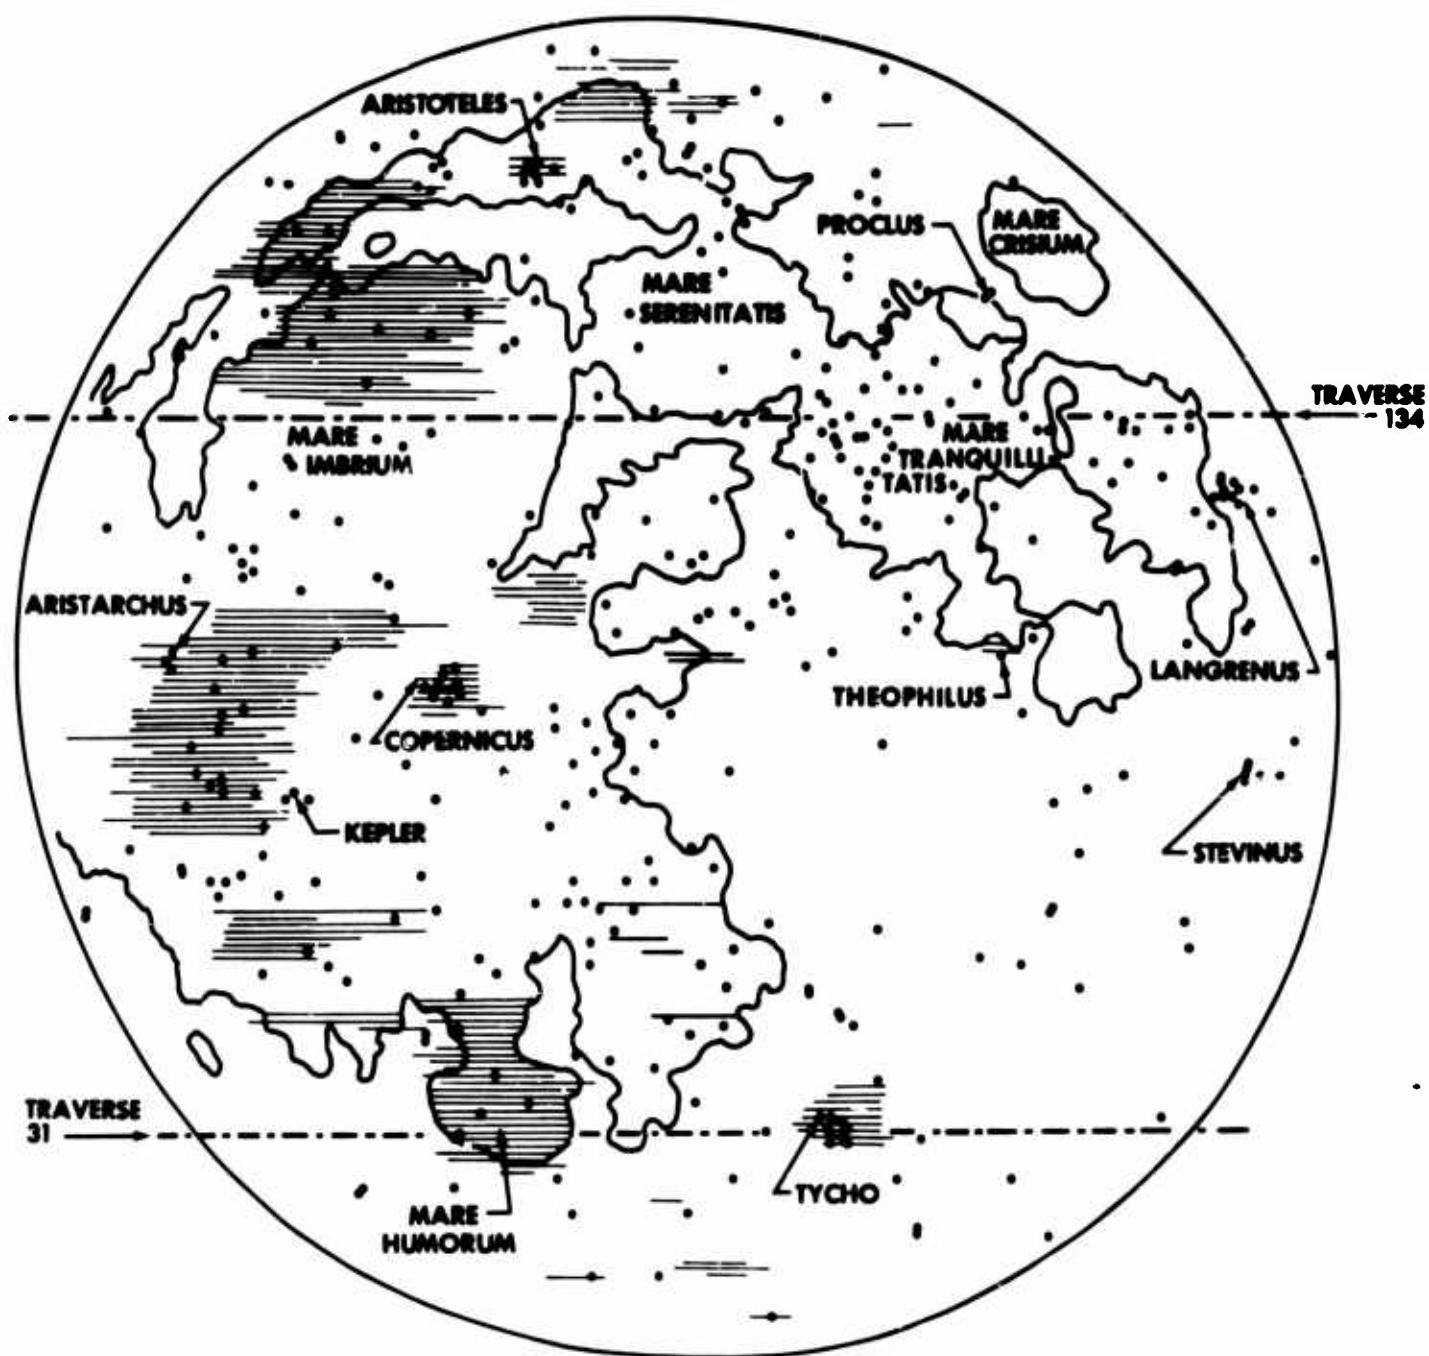 ARISTOTELES
PROCLUS
MARE
CRISIUM
MARE
SERENITATIS
TRAVERSE
134
MARE
IMBRIUM
MARE
TRANQUILLI
TATIS
ARISTARCHUS
LANGRENUS
THEOPHILUS
COPERNICUS
KEPLER
STEVINUS
TRAVERSE
31
TYCHO
MARE
HUMORUM